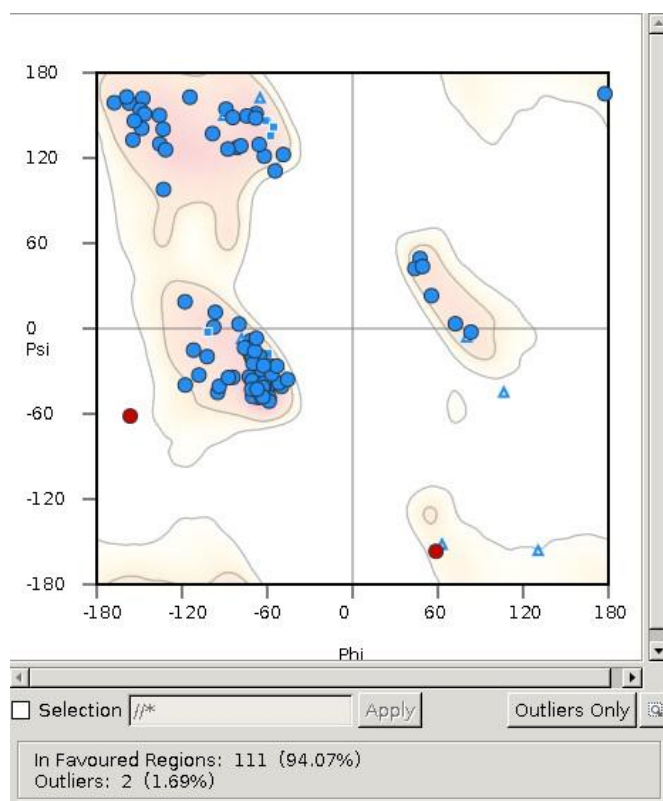 180
120
60
0
Psi
-60
-120
-180
-180 -120 -60 0 60 120 180
Phi
Selection //* Apply Outliers Only
In Favoured Regions: 111 (94.07%)
Outliers: 2 (1.69%)